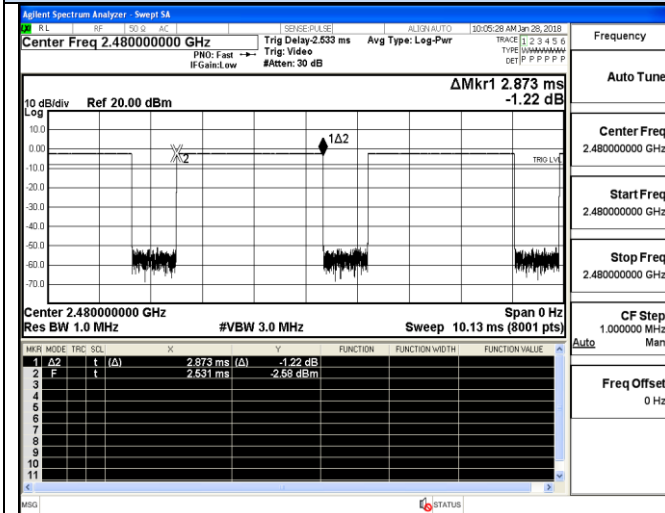 Agilent Spectrum Analyzer - Swept SA
RL RF 50 Ω AC SENSE:PULSE ALIGN AUTO 10:05:28 AM Jan 28, 2018
Center Freq 2.480000000 GHz
PNO: Fast
IFGain:Low
Trig Delay-2.533 ms
Trig: Video
#Atten: 30 dB
Avg Type: Log-Pwr
TRACE 1 2 3 4 5 6
TYPE WWWWWW
DET P P P P P P
ΔMkr1 2.873 ms
-1.22 dB
10 dB/div Ref 20.00 dBm
Log
10.0
0.00
-10.0
-20.0
-30.0
-40.0
-50.0
-60.0
-70.0
1Δ2
2
TRIG LVL
Center 2.480000000 GHz Span 0 Hz
Res BW 1.0 MHz #VBW 3.0 MHz Sweep 10.13 ms (8001 pts)
MKR MODE TRC SCL X Y FUNCTION FUNCTION WIDTH FUNCTION VALUE
1 Δ2 t (Δ) 2.873 ms (Δ) -1.22 dB
2 F t 2.531 ms -2.58 dBm
3
4
5
6
7
8
9
10
11
MSG STATUS
Frequency
Auto Tune
Center Freq
2.480000000 GHz
Start Freq
2.480000000 GHz
Stop Freq
2.480000000 GHz
CF Step
1.000000 MHz
Auto Man
Freq Offset
0 Hz